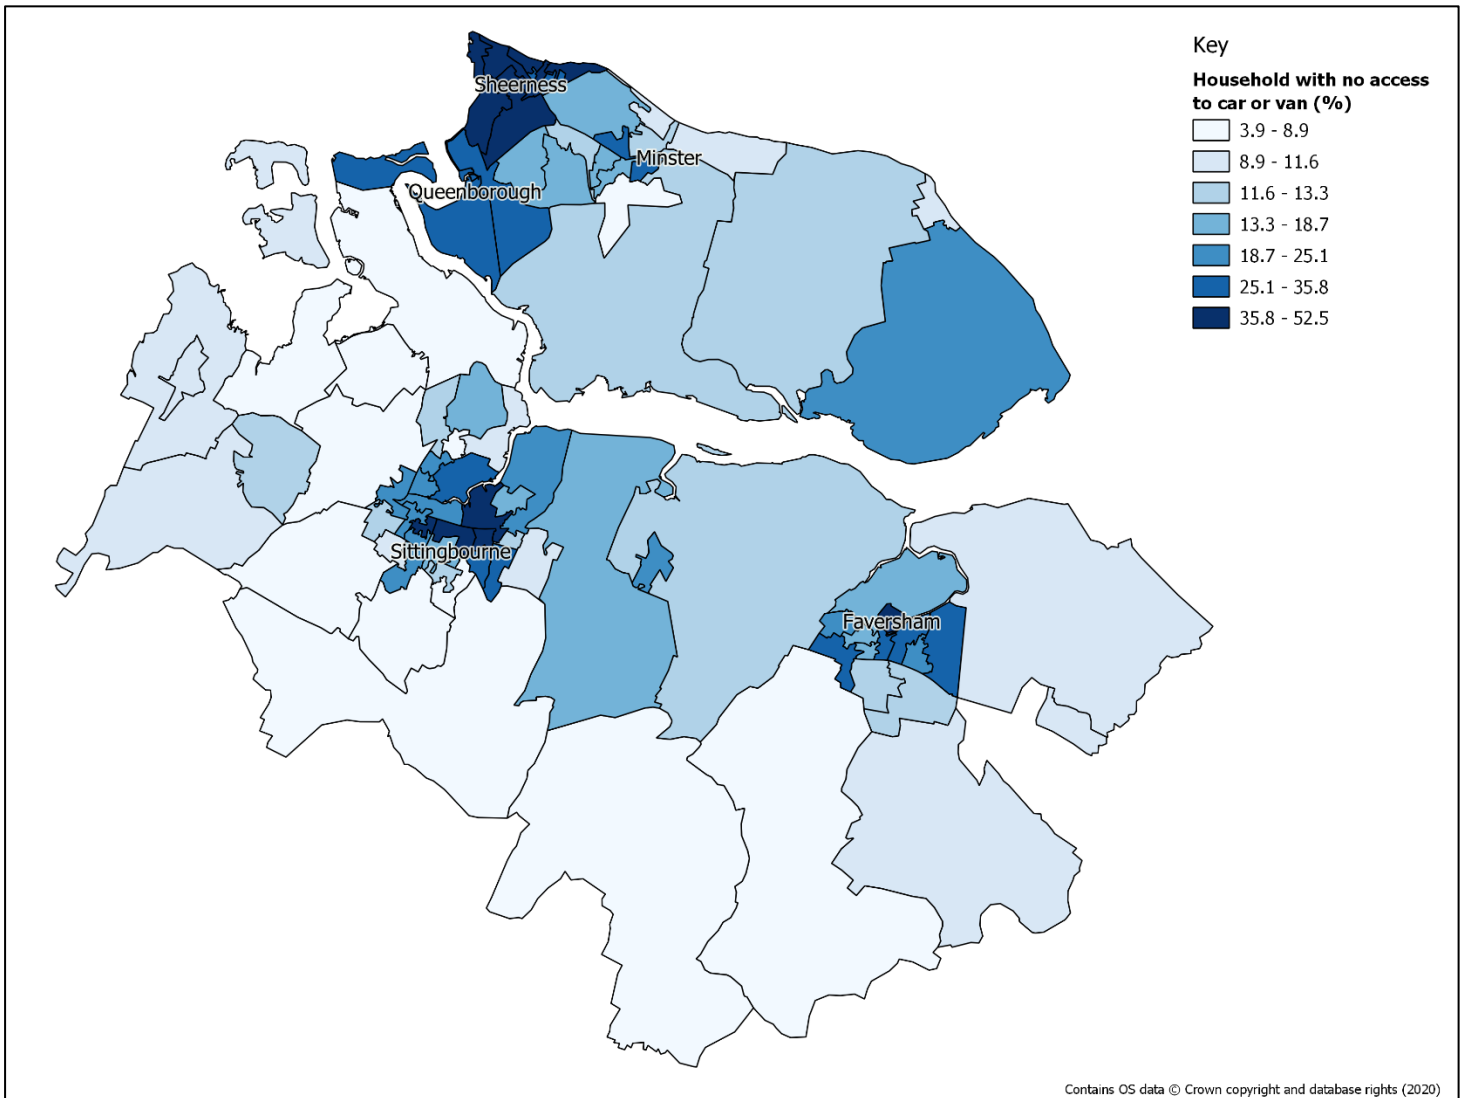 Key
Household with no access
to car or van (%)
3.9 - 8.9
8.9 - 11.6
11.6 - 13.3
13.3 - 18.7
18.7 - 25.1
25.1 - 35.8
35.8 - 52.5
Sheerness
Minster
Queenborough
Sittingbourne
Faversham
Contains OS data © Crown copyright and database rights (2020)